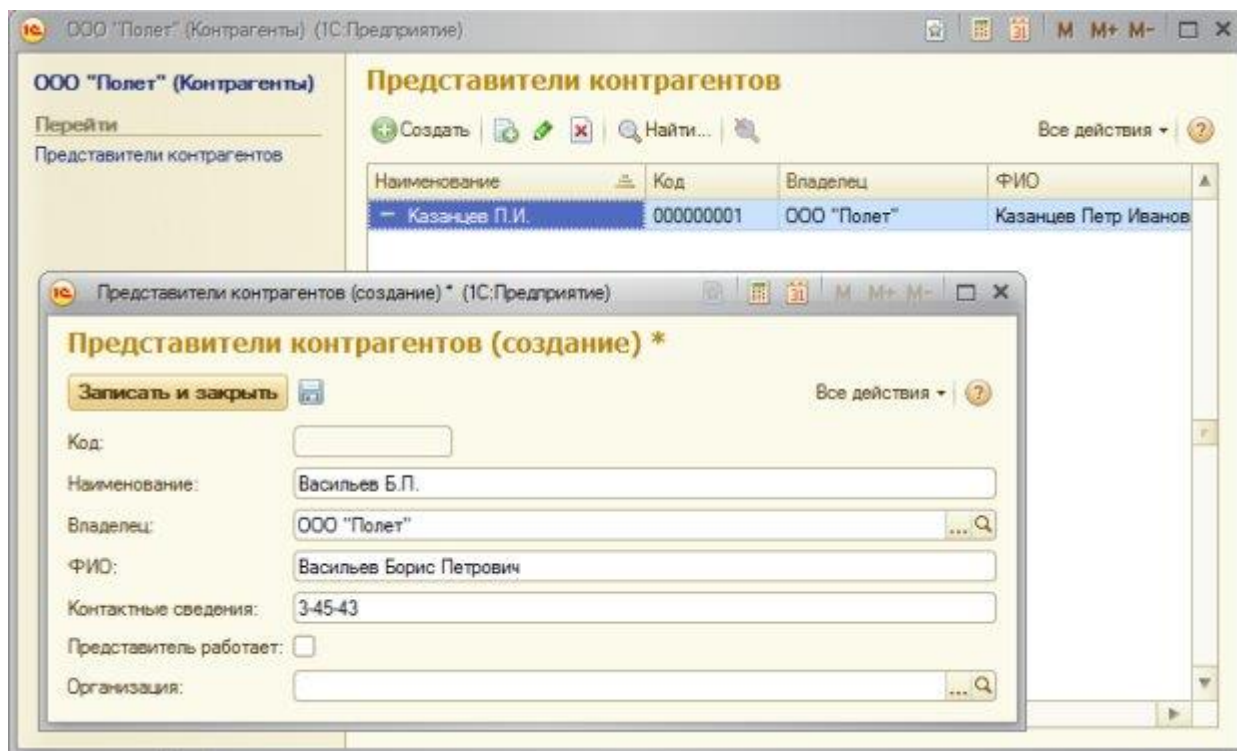 ООО "Полет" (Контрагенты) (1С:Предприятие) 31 M M+ M-
ООО "Полет" (Контрагенты)
Перейти
Представители контрагентов
Представители контрагентов
Создать Найти... Все действия ?
Наименование Код Владелец ФИО
Казанцев П.И. 000000001 ООО "Полет" Казанцев Петр Иванов
Представители контрагентов (создание) * (1С:Предприятие) 31 M M+ M-
Представители контрагентов (создание) *
Записать и закрыть Все действия ?
Код:
Наименование: Васильев Б.П.
Владелец: ООО "Полет" ...
ФИО: Васильев Борис Петрович
Контактные сведения: 3-45-43
Представитель работает:
Организация: ...